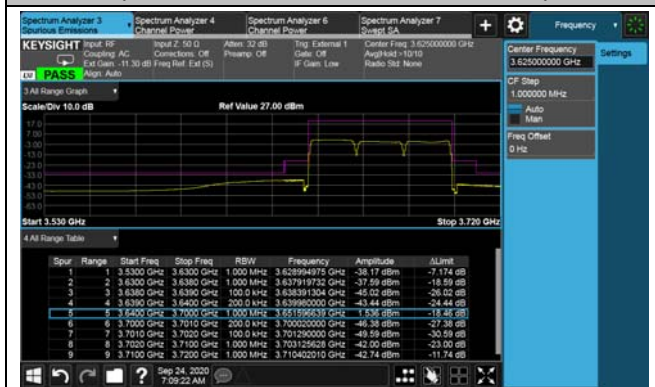 Spectrum Analyzer 3
Spurious Emissions
Spectrum Analyzer 4
Channel Power
Spectrum Analyzer 6
Channel Power
Spectrum Analyzer 7
Swept SA
Frequency
KEYSIGHT Input: RF
Coupling: AC
Ext Gain: -11.30 dB
Align: Auto
Input Z: 50 Ω
Corrections: Off
Freq Ref: Ext (S)
Atten: 32 dB
Preamp: Off
Trig: External 1
Gate: Off
IF Gain: Low
Center Freq: 3.625000000 GHz
Avg|Hold:>10/10
Radio Std: None
LXI PASS
Center Frequency
3.625000000 GHz
Settings
CF Step
1.000000 MHz
Auto
Man
Freq Offset
0 Hz
3 All Range Graph
Scale/Div 10.0 dB
Ref Value 27.00 dBm
17.0
7.00
-3.00
-13.0
-23.0
-33.0
-43.0
-53.0
-63.0
Start 3.530 GHz
Stop 3.720 GHz
4 All Range Table
Spur Range Start Freq Stop Freq RBW Frequency Amplitude ΔLimit
1 1 3.5300 GHz 3.6300 GHz 1.000 MHz 3.628994975 GHz -38.17 dBm -7.174 dB
2 2 3.6300 GHz 3.6380 GHz 1.000 MHz 3.637919732 GHz -37.59 dBm -18.59 dB
3 3 3.6380 GHz 3.6390 GHz 100.0 kHz 3.638391304 GHz -45.02 dBm -26.02 dB
4 4 3.6390 GHz 3.6400 GHz 200.0 kHz 3.639980000 GHz -43.44 dBm -24.44 dB
5 5 3.6400 GHz 3.7000 GHz 1.000 MHz 3.651596639 GHz 1.536 dBm -18.46 dB
6 6 3.7000 GHz 3.7010 GHz 200.0 kHz 3.700020000 GHz -46.38 dBm -27.38 dB
7 7 3.7010 GHz 3.7020 GHz 100.0 kHz 3.701290000 GHz -49.59 dBm -30.59 dB
8 8 3.7020 GHz 3.7100 GHz 1.000 MHz 3.703125628 GHz -42.00 dBm -23.00 dB
9 9 3.7100 GHz 3.7200 GHz 1.000 MHz 3.710402010 GHz -42.74 dBm -11.74 dB
Sep 24, 2020
7:09:22 AM